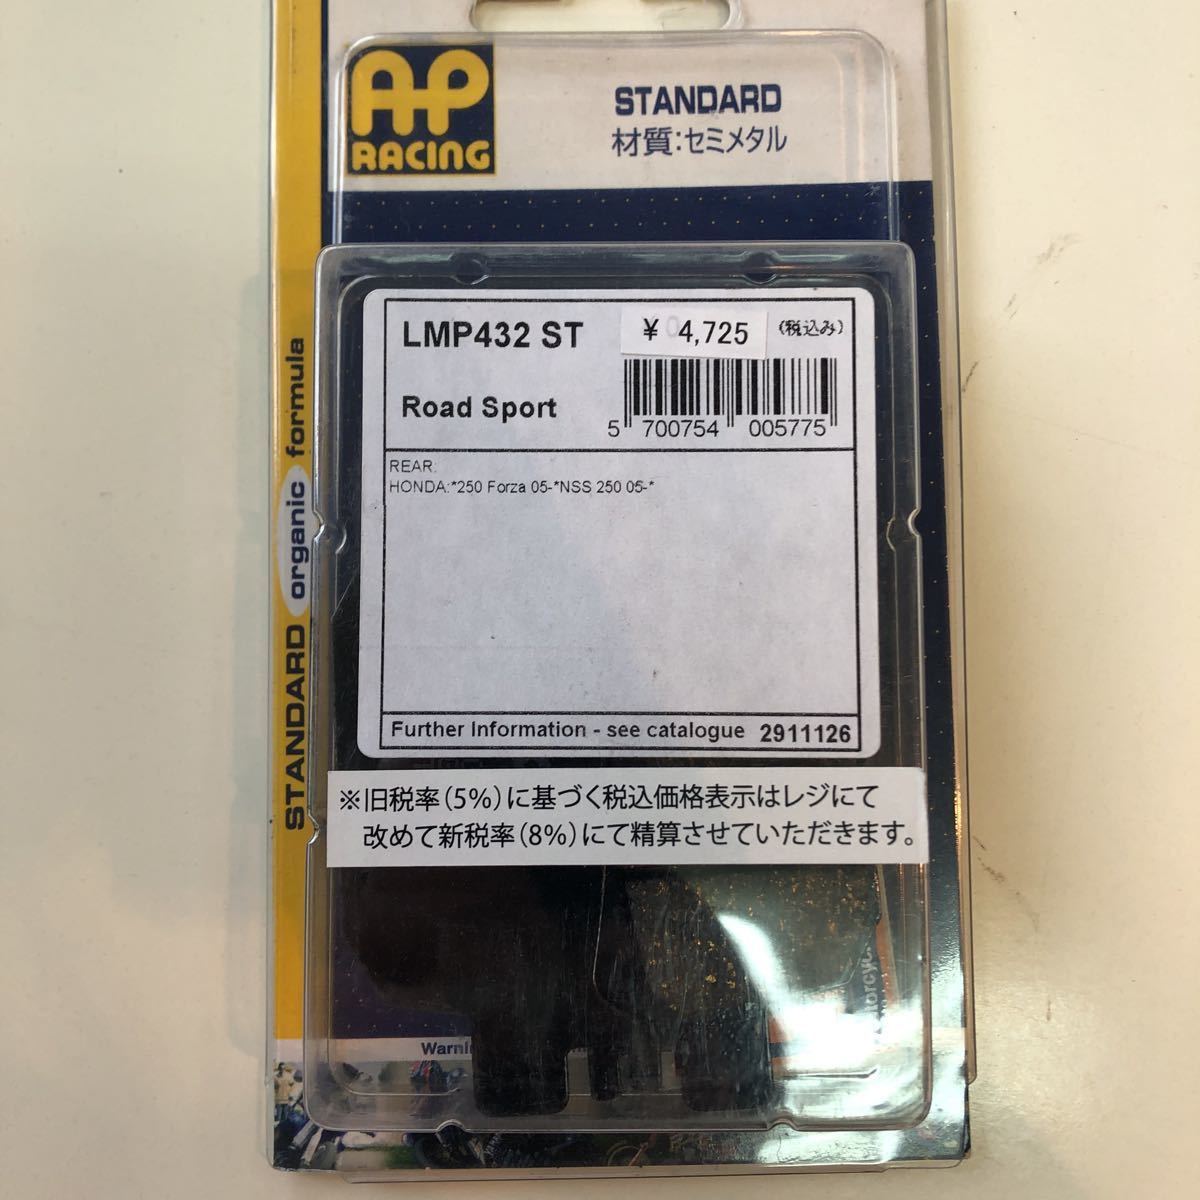 AP
RACING
STANDARD
材質:セミメタル
STANDARD organic formula
LMP432 ST
¥ 4,725
(税込み)
Road Sport
5 700754 005775
REAR:
HONDA:*250 Forza 05-*NSS 250 05-*
Further Information - see catalogue 2911126
※旧税率(5%)に基づく税込価格表示はレジにて
改めて新税率(8%)にて精算させていただきます。